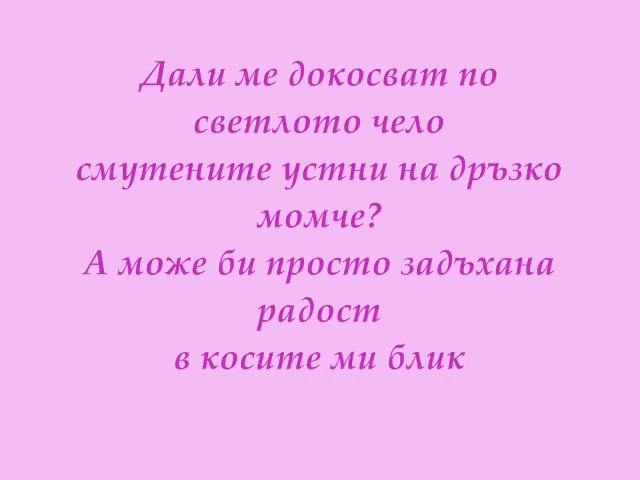 Дали ме докосват по
светлото чело
смутените устни на дръзко
момче?
А може би просто задъхана
радост
в косите ми блик